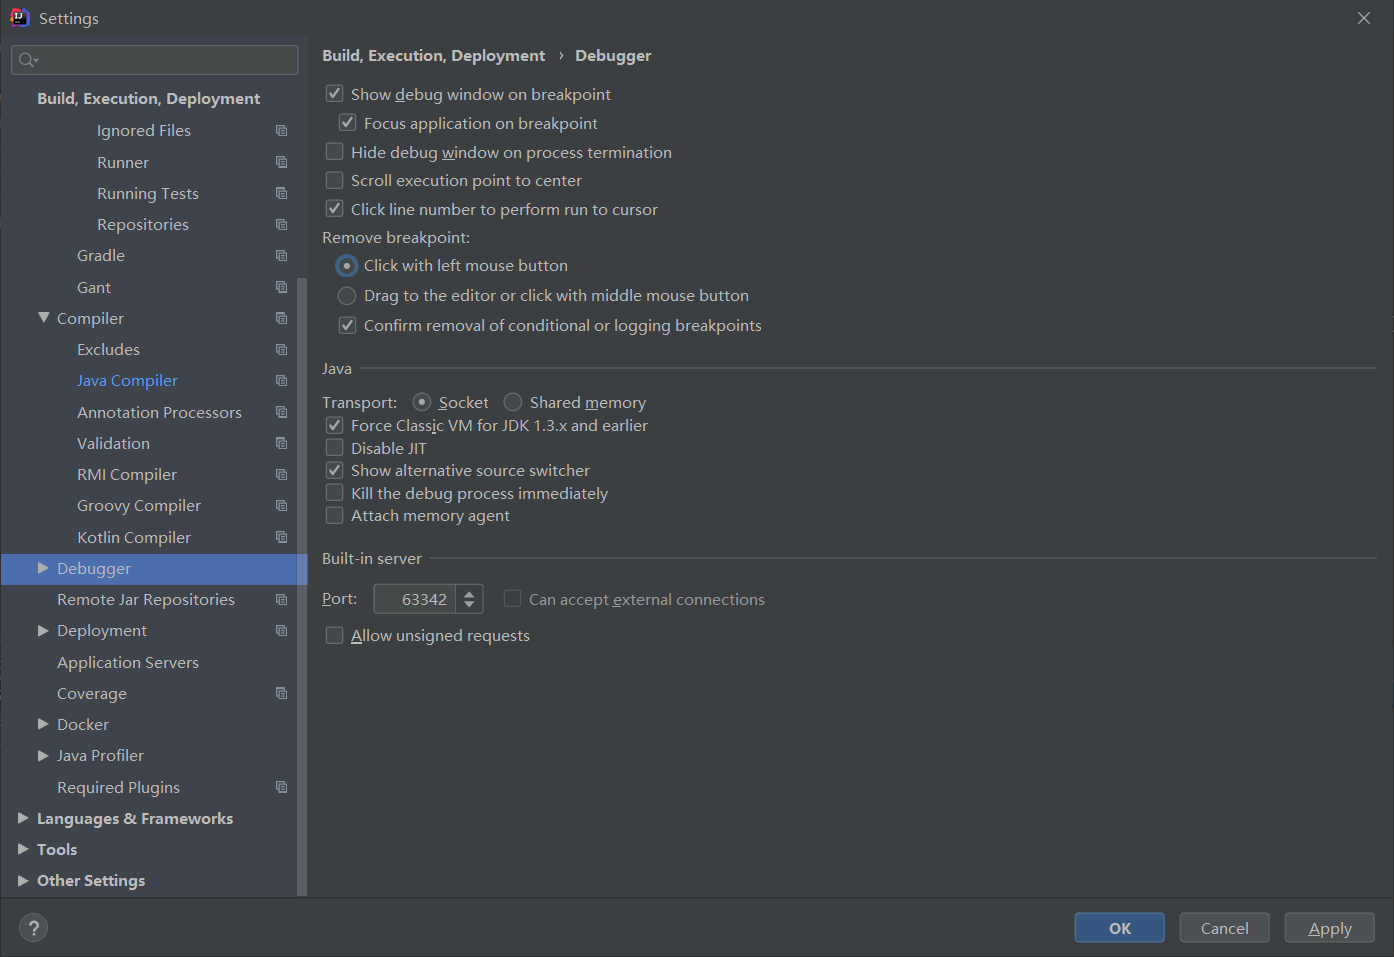 Settings
Build, Execution, Deployment
Ignored Files
Runner
Running Tests
Repositories
Gradle
Gant
Compiler
Excludes
Java Compiler
Annotation Processors
Validation
RMI Compiler
Groovy Compiler
Kotlin Compiler
Debugger
Remote Jar Repositories
Deployment
Application Servers
Coverage
Docker
Java Profiler
Required Plugins
Languages & Frameworks
Tools
Other Settings
Build, Execution, Deployment › Debugger
Show debug window on breakpoint
Focus application on breakpoint
Hide debug window on process termination
Scroll execution point to center
Click line number to perform run to cursor
Remove breakpoint:
Click with left mouse button
Drag to the editor or click with middle mouse button
Confirm removal of conditional or logging breakpoints
Java
Transport: Socket Shared memory
Force Classic VM for JDK 1.3.x and earlier
Disable JIT
Show alternative source switcher
Kill the debug process immediately
Attach memory agent
Built-in server
Port: 63342 Can accept external connections
Allow unsigned requests
? OK Cancel Apply